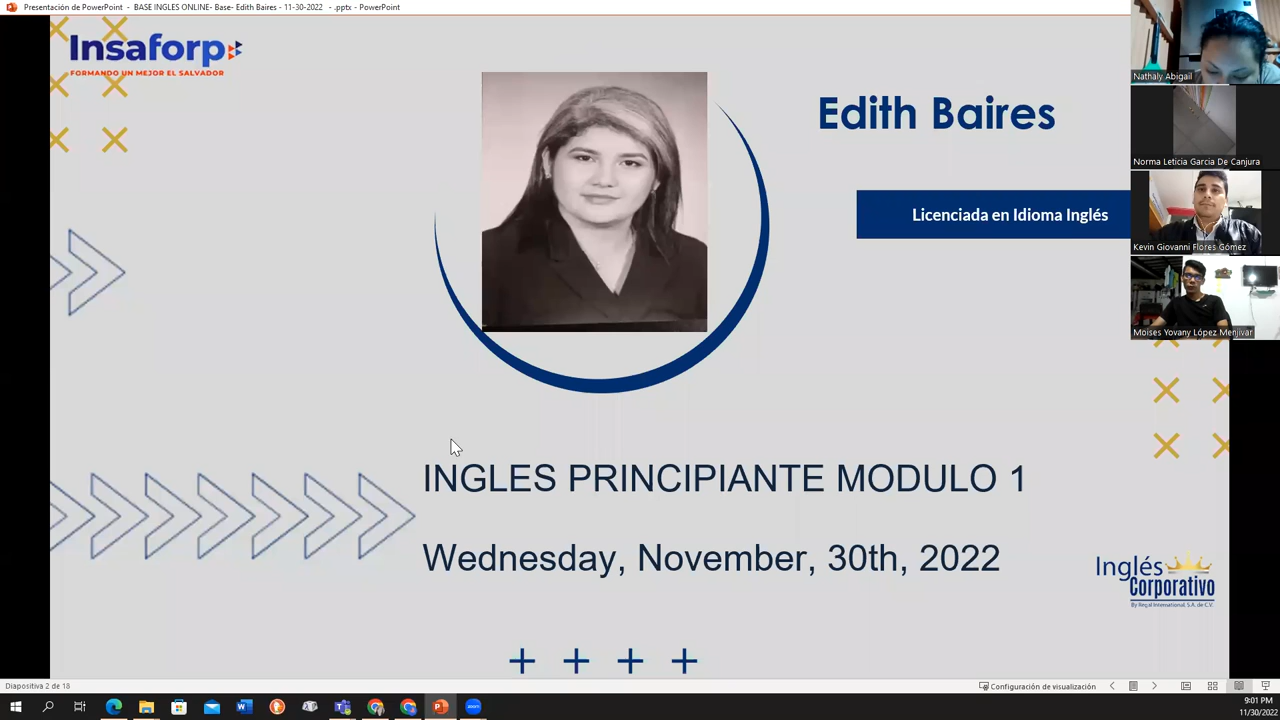 Presentación de PowerPoint - BASE INGLES ONLINE- Base- Edith Baires - 11-30-2022 - .pptx - PowerPoint
Insaforp
FORMANDO UN MEJOR EL SALVADOR
Edith Baires
Licenciada en Idioma Inglés
Nathaly Abigail
Norma Leticia Garcia De Canjura
Kevin Giovanni Flores Gómez
Moises Yovany López Menjivar
INGLES PRINCIPIANTE MODULO 1
Wednesday, November, 30th, 2022
Inglés
Corporativo
By Regal International, S.A. de C.V.
Diapositiva 2 de 18
Configuración de visualización
9:01 PM
11/30/2022